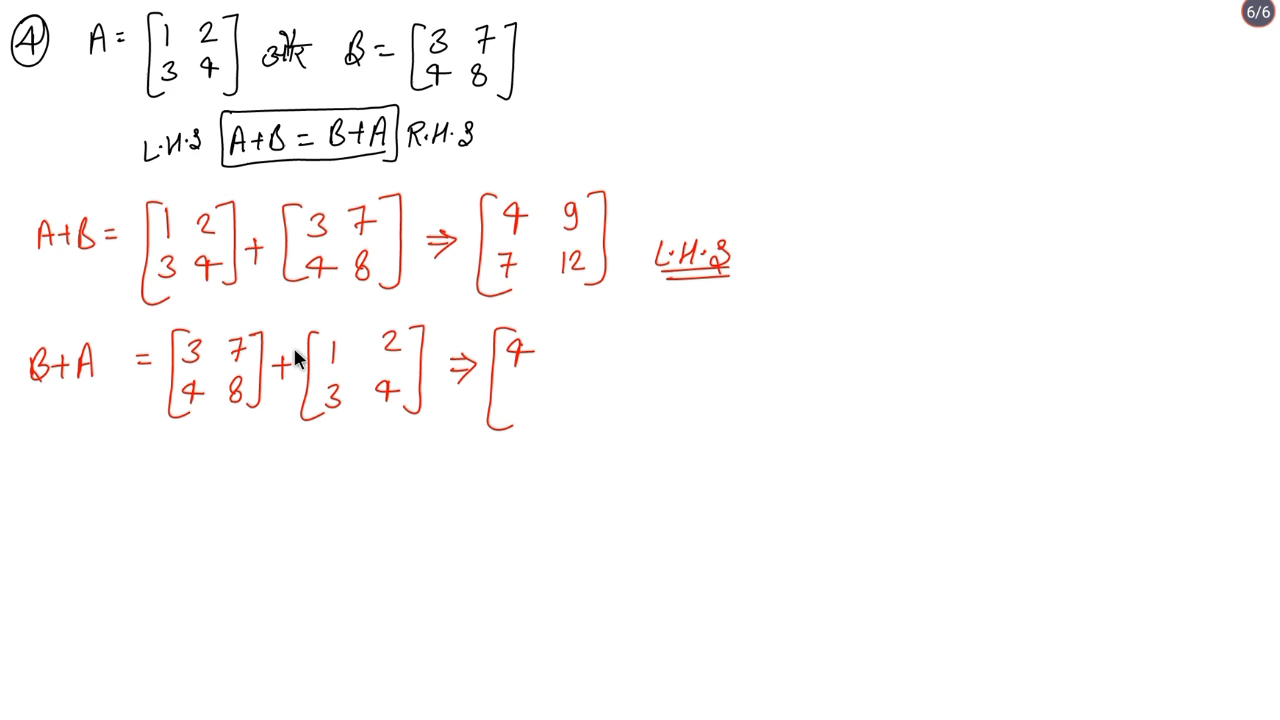 6/6
④ A = [1 2 और B = [3 7
3 4] 4 8]
L.H.S A+B = B+A R.H.S
A+B = [1 2 + [3 7 ⇒ [4 9
3 4] 4 8] 7 12] L.H.S
B+A = [3 7 + [1 2 ⇒ [4
4 8] 3 4]